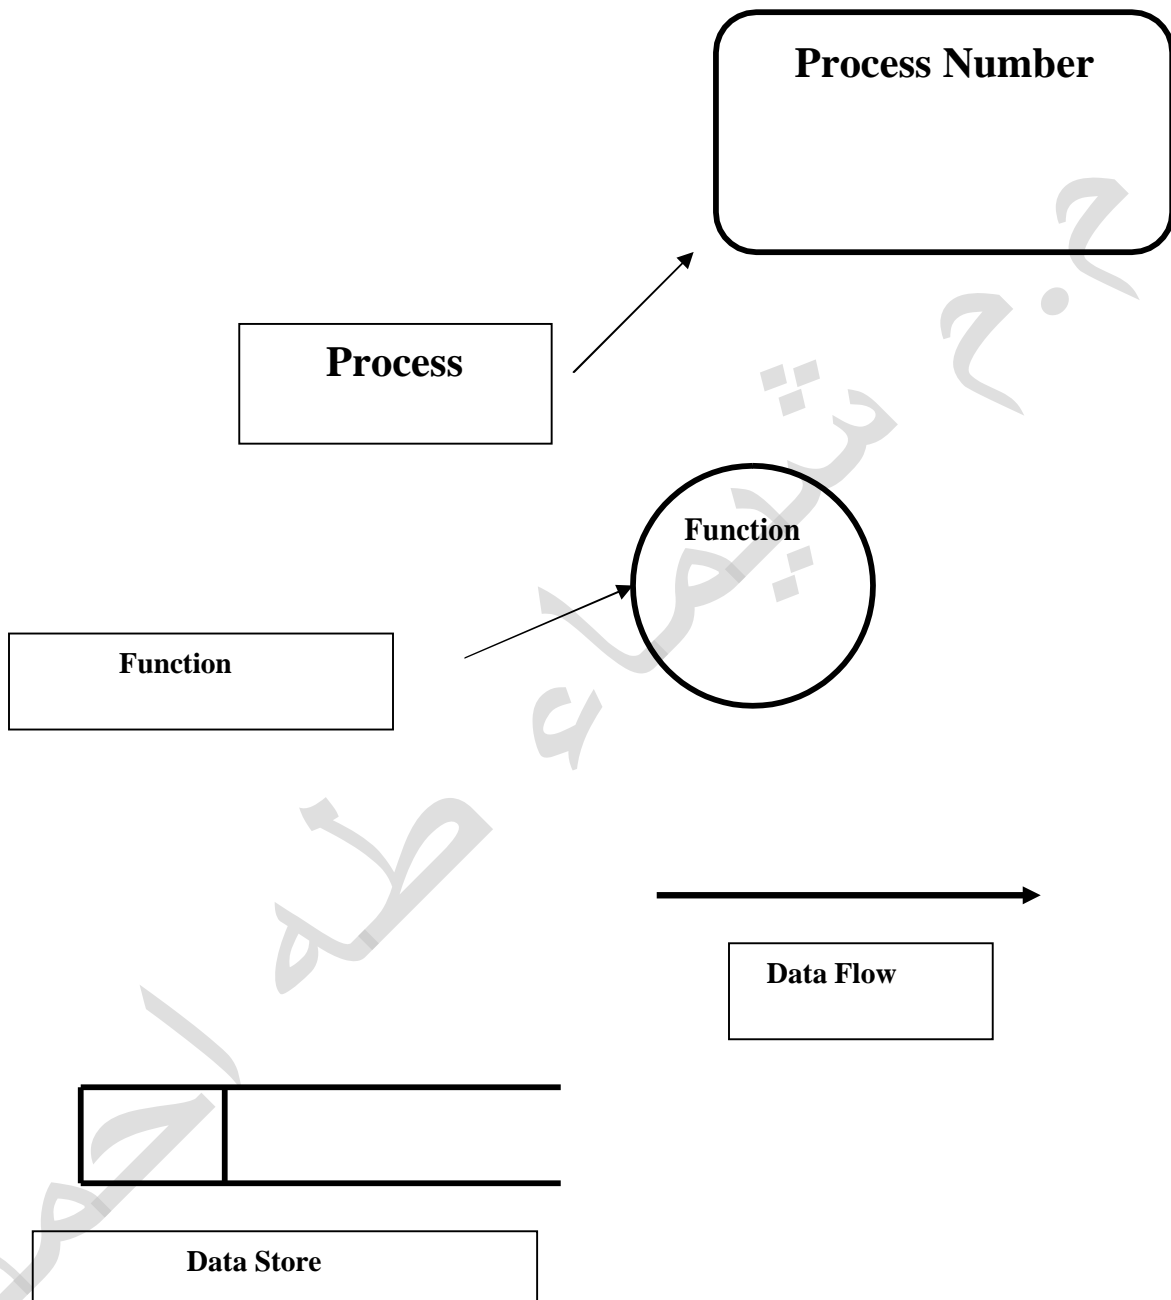 Process Number
Process
Function
Function
Data Flow
Data Store
م.م شيماء طه احمد